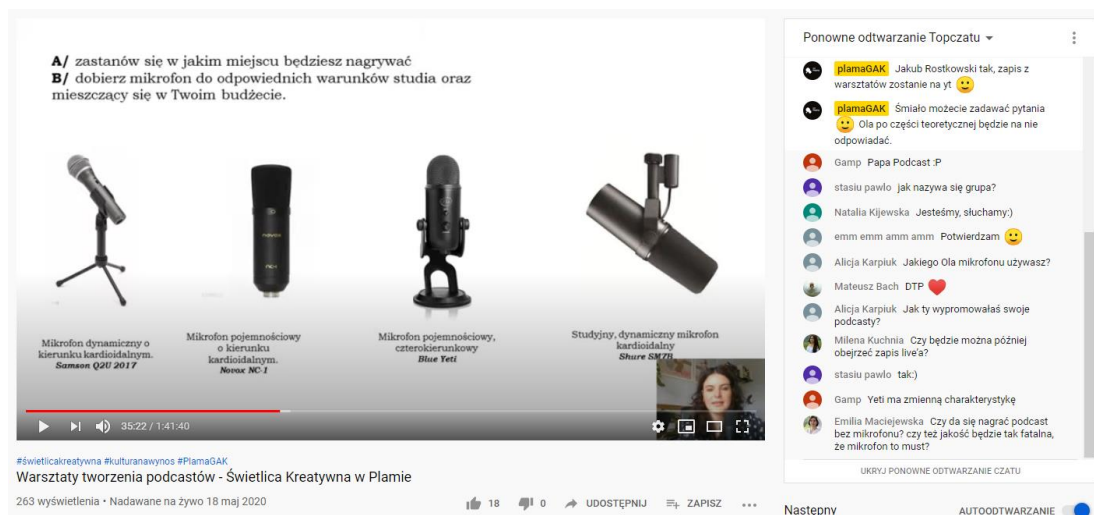 A/ zastanów się w jakim miejscu będziesz nagrywać
B/ dobierz mikrofon do odpowiednich warunków studia oraz
mieszczący się w Twoim budżecie.
NOVOX
NC-1
Mikrofon dynamiczny o
kierunku kardioidalnym.
Samson Q2U 2017
Mikrofon pojemnościowy
o kierunku
kardioidalnym.
Novox NC-1
Mikrofon pojemnościowy,
czterokierunkowy
Blue Yeti
Studyjny, dynamiczny mikrofon
kardioidalny
Shure SM7B
35:22 / 1:41:40
#świetlicakreatywna #kulturanawynos #PlamaGAK
Warsztaty tworzenia podcastów - Świetlica Kreatywna w Plamie
263 wyświetlenia • Nadawane na żywo 18 maj 2020
18 0 UDOSTĘPNIJ ZAPISZ ...
Ponowne odtwarzanie Topczatu
plamaGAK Jakub Rostkowski tak, zapis z
warsztatów zostanie na yt 🙂
plamaGAK Śmiało możecie zadawać pytania
🙂 Ola po części teoretycznej będzie na nie
odpowiadać.
Gamp Papa Podcast :P
stasiu pawlo jak nazywa się grupa?
Natalia Kijewska Jesteśmy, słuchamy:)
emm emm amm amm Potwierdzam 🙂
Alicja Karpiuk Jakiego Ola mikrofonu używasz?
Mateusz Bach DTP ❤️
Alicja Karpiuk Jak ty wypromowałaś swoje
podcasty?
Milena Kuchnia Czy będzie można później
obejrzeć zapis live'a?
stasiu pawlo tak:)
Gamp Yeti ma zmienną charakterystykę
Emilia Maciejewska Czy da się nagrać podcast
bez mikrofonu? czy też jakość będzie tak fatalna,
że mikrofon to must?
UKRYJ PONOWNE ODTWARZANIE CZATU
Następny AUTOODTWARZANIE